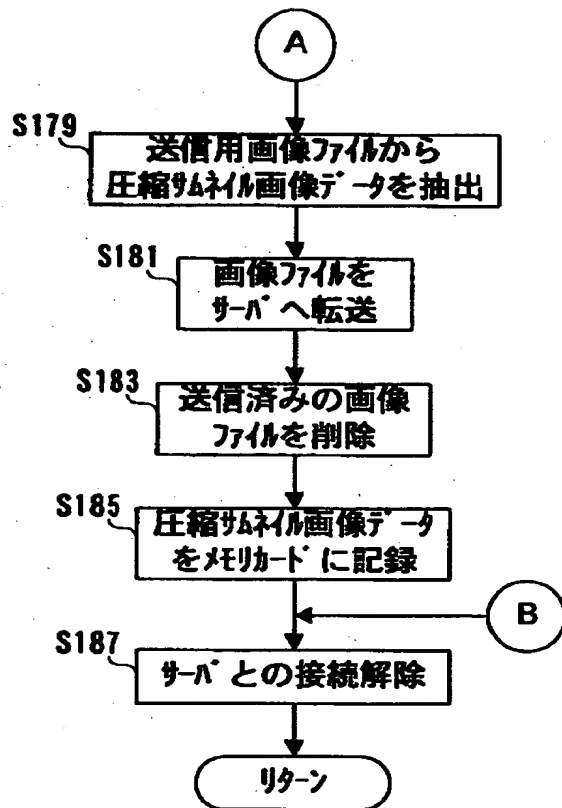 A
S179
送信用画像ファイルから
圧縮サムネイル画像データを抽出
S181
画像ファイルを
サーバへ転送
S183
送信済みの画像
ファイルを削除
S185
圧縮サムネイル画像データ
をメモリカードに記録
B
S187
サーバとの接続解除
リターン